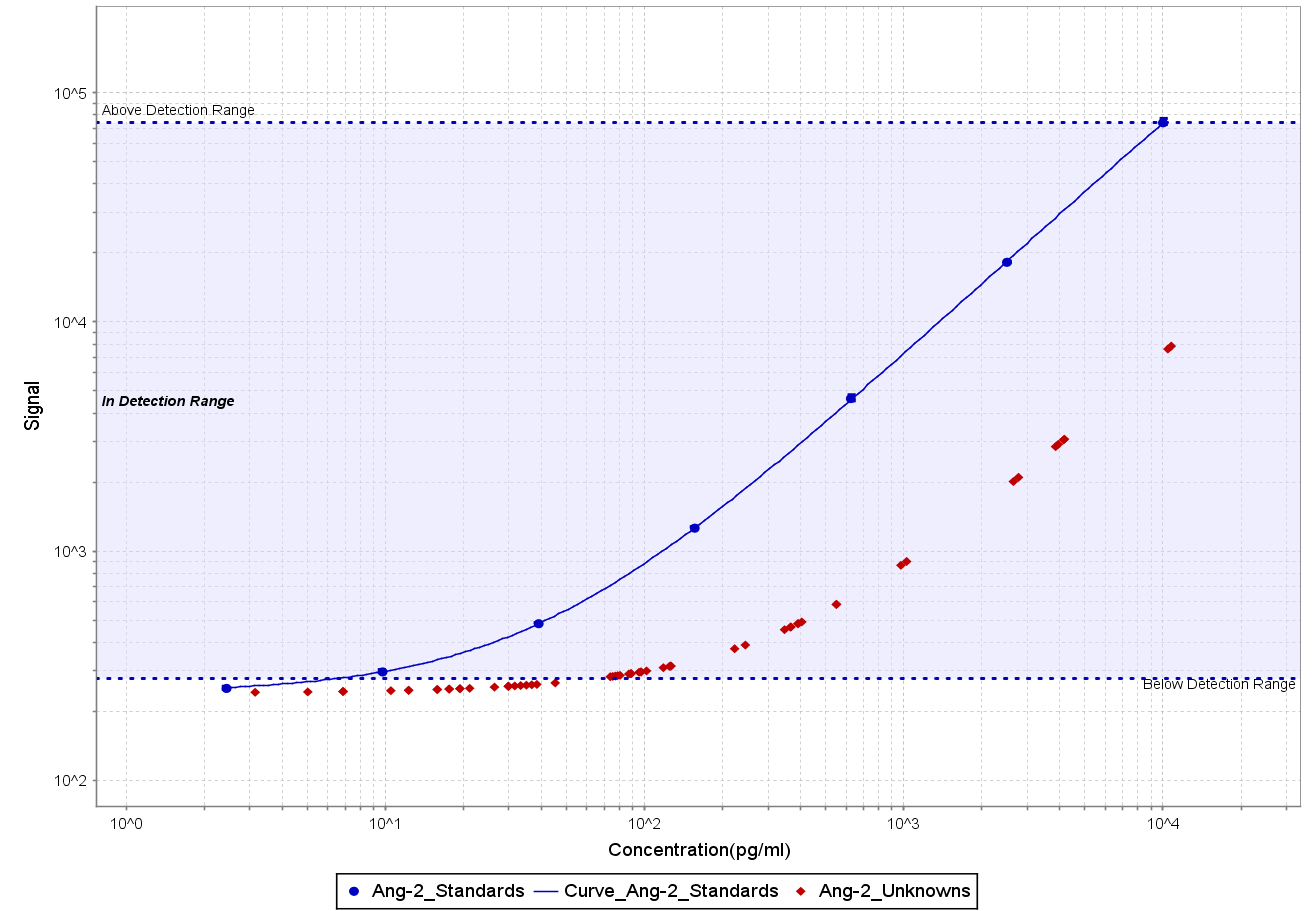 10^5
Above Detection Range
10^4
Signal
In Detection Range
10^3
Below Detection Range
10^2
10^0 10^1 10^2 10^3 10^4
Concentration(pg/ml)
Ang-2_Standards Curve_Ang-2_Standards Ang-2_Unknowns